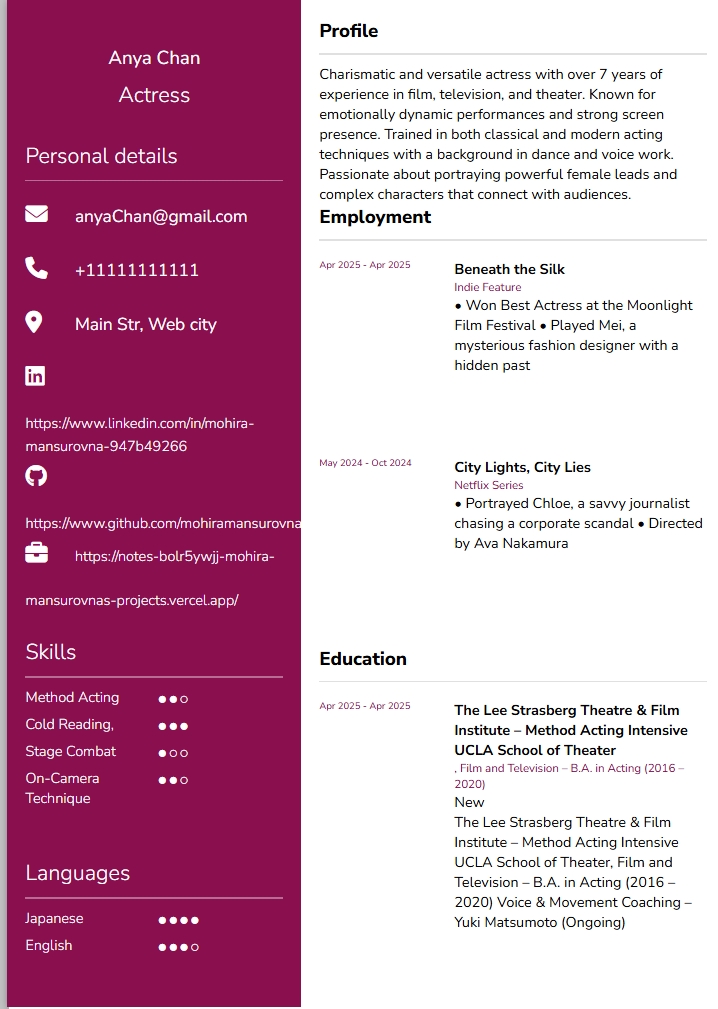 Anya Chan
Actress
Personal details
anyaChan@gmail.com
+11111111111
Main Str, Web city
https://www.linkedin.com/in/mohira-
mansurovna-947b49266
https://www.github.com/mohiramansurovna
https://notes-bolr5ywjj-mohira-
mansurovnas-projects.vercel.app/
Skills
Method Acting ●●○
Cold Reading, ●●●
Stage Combat ●○○
On-Camera ●●○
Technique
Languages
Japanese ●●●●
English ●●●○
Profile
Charismatic and versatile actress with over 7 years of
experience in film, television, and theater. Known for
emotionally dynamic performances and strong screen
presence. Trained in both classical and modern acting
techniques with a background in dance and voice work.
Passionate about portraying powerful female leads and
complex characters that connect with audiences.
Employment
Apr 2025 - Apr 2025
Beneath the Silk
Indie Feature
● Won Best Actress at the Moonlight
Film Festival ● Played Mei, a
mysterious fashion designer with a
hidden past
May 2024 - Oct 2024
City Lights, City Lies
Netflix Series
● Portrayed Chloe, a savvy journalist
chasing a corporate scandal ● Directed
by Ava Nakamura
Education
Apr 2025 - Apr 2025
The Lee Strasberg Theatre & Film
Institute – Method Acting Intensive
UCLA School of Theater
, Film and Television – B.A. in Acting (2016 –
2020)
New
The Lee Strasberg Theatre & Film
Institute – Method Acting Intensive
UCLA School of Theater, Film and
Television – B.A. in Acting (2016 –
2020) Voice & Movement Coaching –
Yuki Matsumoto (Ongoing)